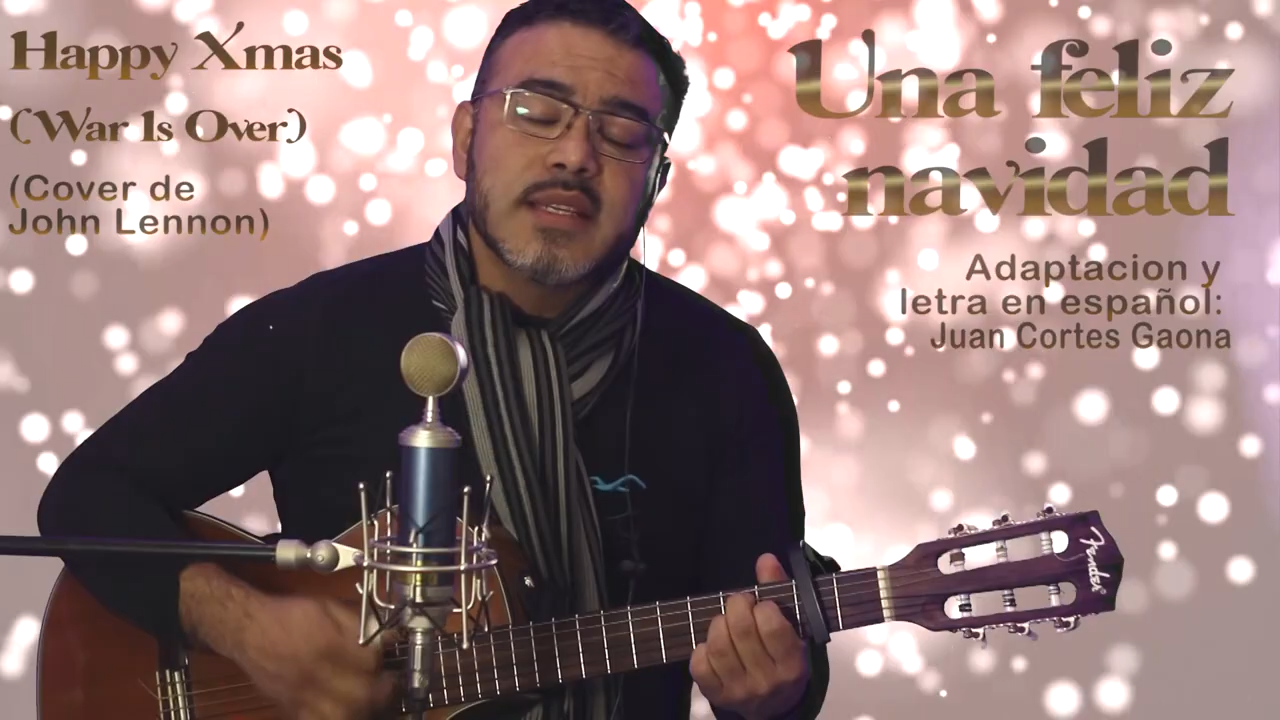 Happy Xmas
(War Is Over)
(Cover de
John Lennon)
Una feliz
navidad
Adaptacion y
letra en español:
Juan Cortes Gaona
Fender